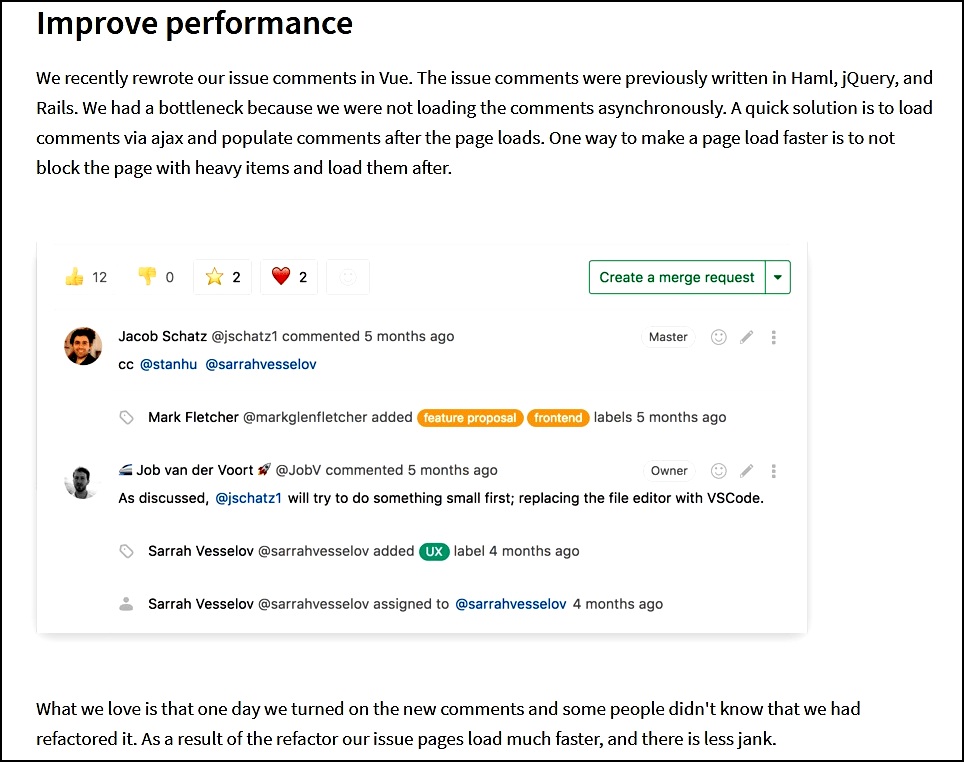 Improve performance
We recently rewrote our issue comments in Vue. The issue comments were previously written in Haml, jQuery, and
Rails. We had a bottleneck because we were not loading the comments asynchronously. A quick solution is to load
comments via ajax and populate comments after the page loads. One way to make a page load faster is to not
block the page with heavy items and load them after.
👍 12 👎 0 ⭐ 2 ❤️ 2 Create a merge request
Jacob Schatz @jschatz1 commented 5 months ago Master
cc @stanhu @sarrahvesselov
Mark Fletcher @markglenfletcher added feature proposal frontend labels 5 months ago
🚄 Job van der Voort 🚀 @JobV commented 5 months ago Owner
As discussed, @jschatz1 will try to do something small first; replacing the file editor with VSCode.
Sarrah Vesselov @sarrahvesselov added UX label 4 months ago
Sarrah Vesselov @sarrahvesselov assigned to @sarrahvesselov 4 months ago
What we love is that one day we turned on the new comments and some people didn't know that we had
refactored it. As a result of the refactor our issue pages load much faster, and there is less jank.